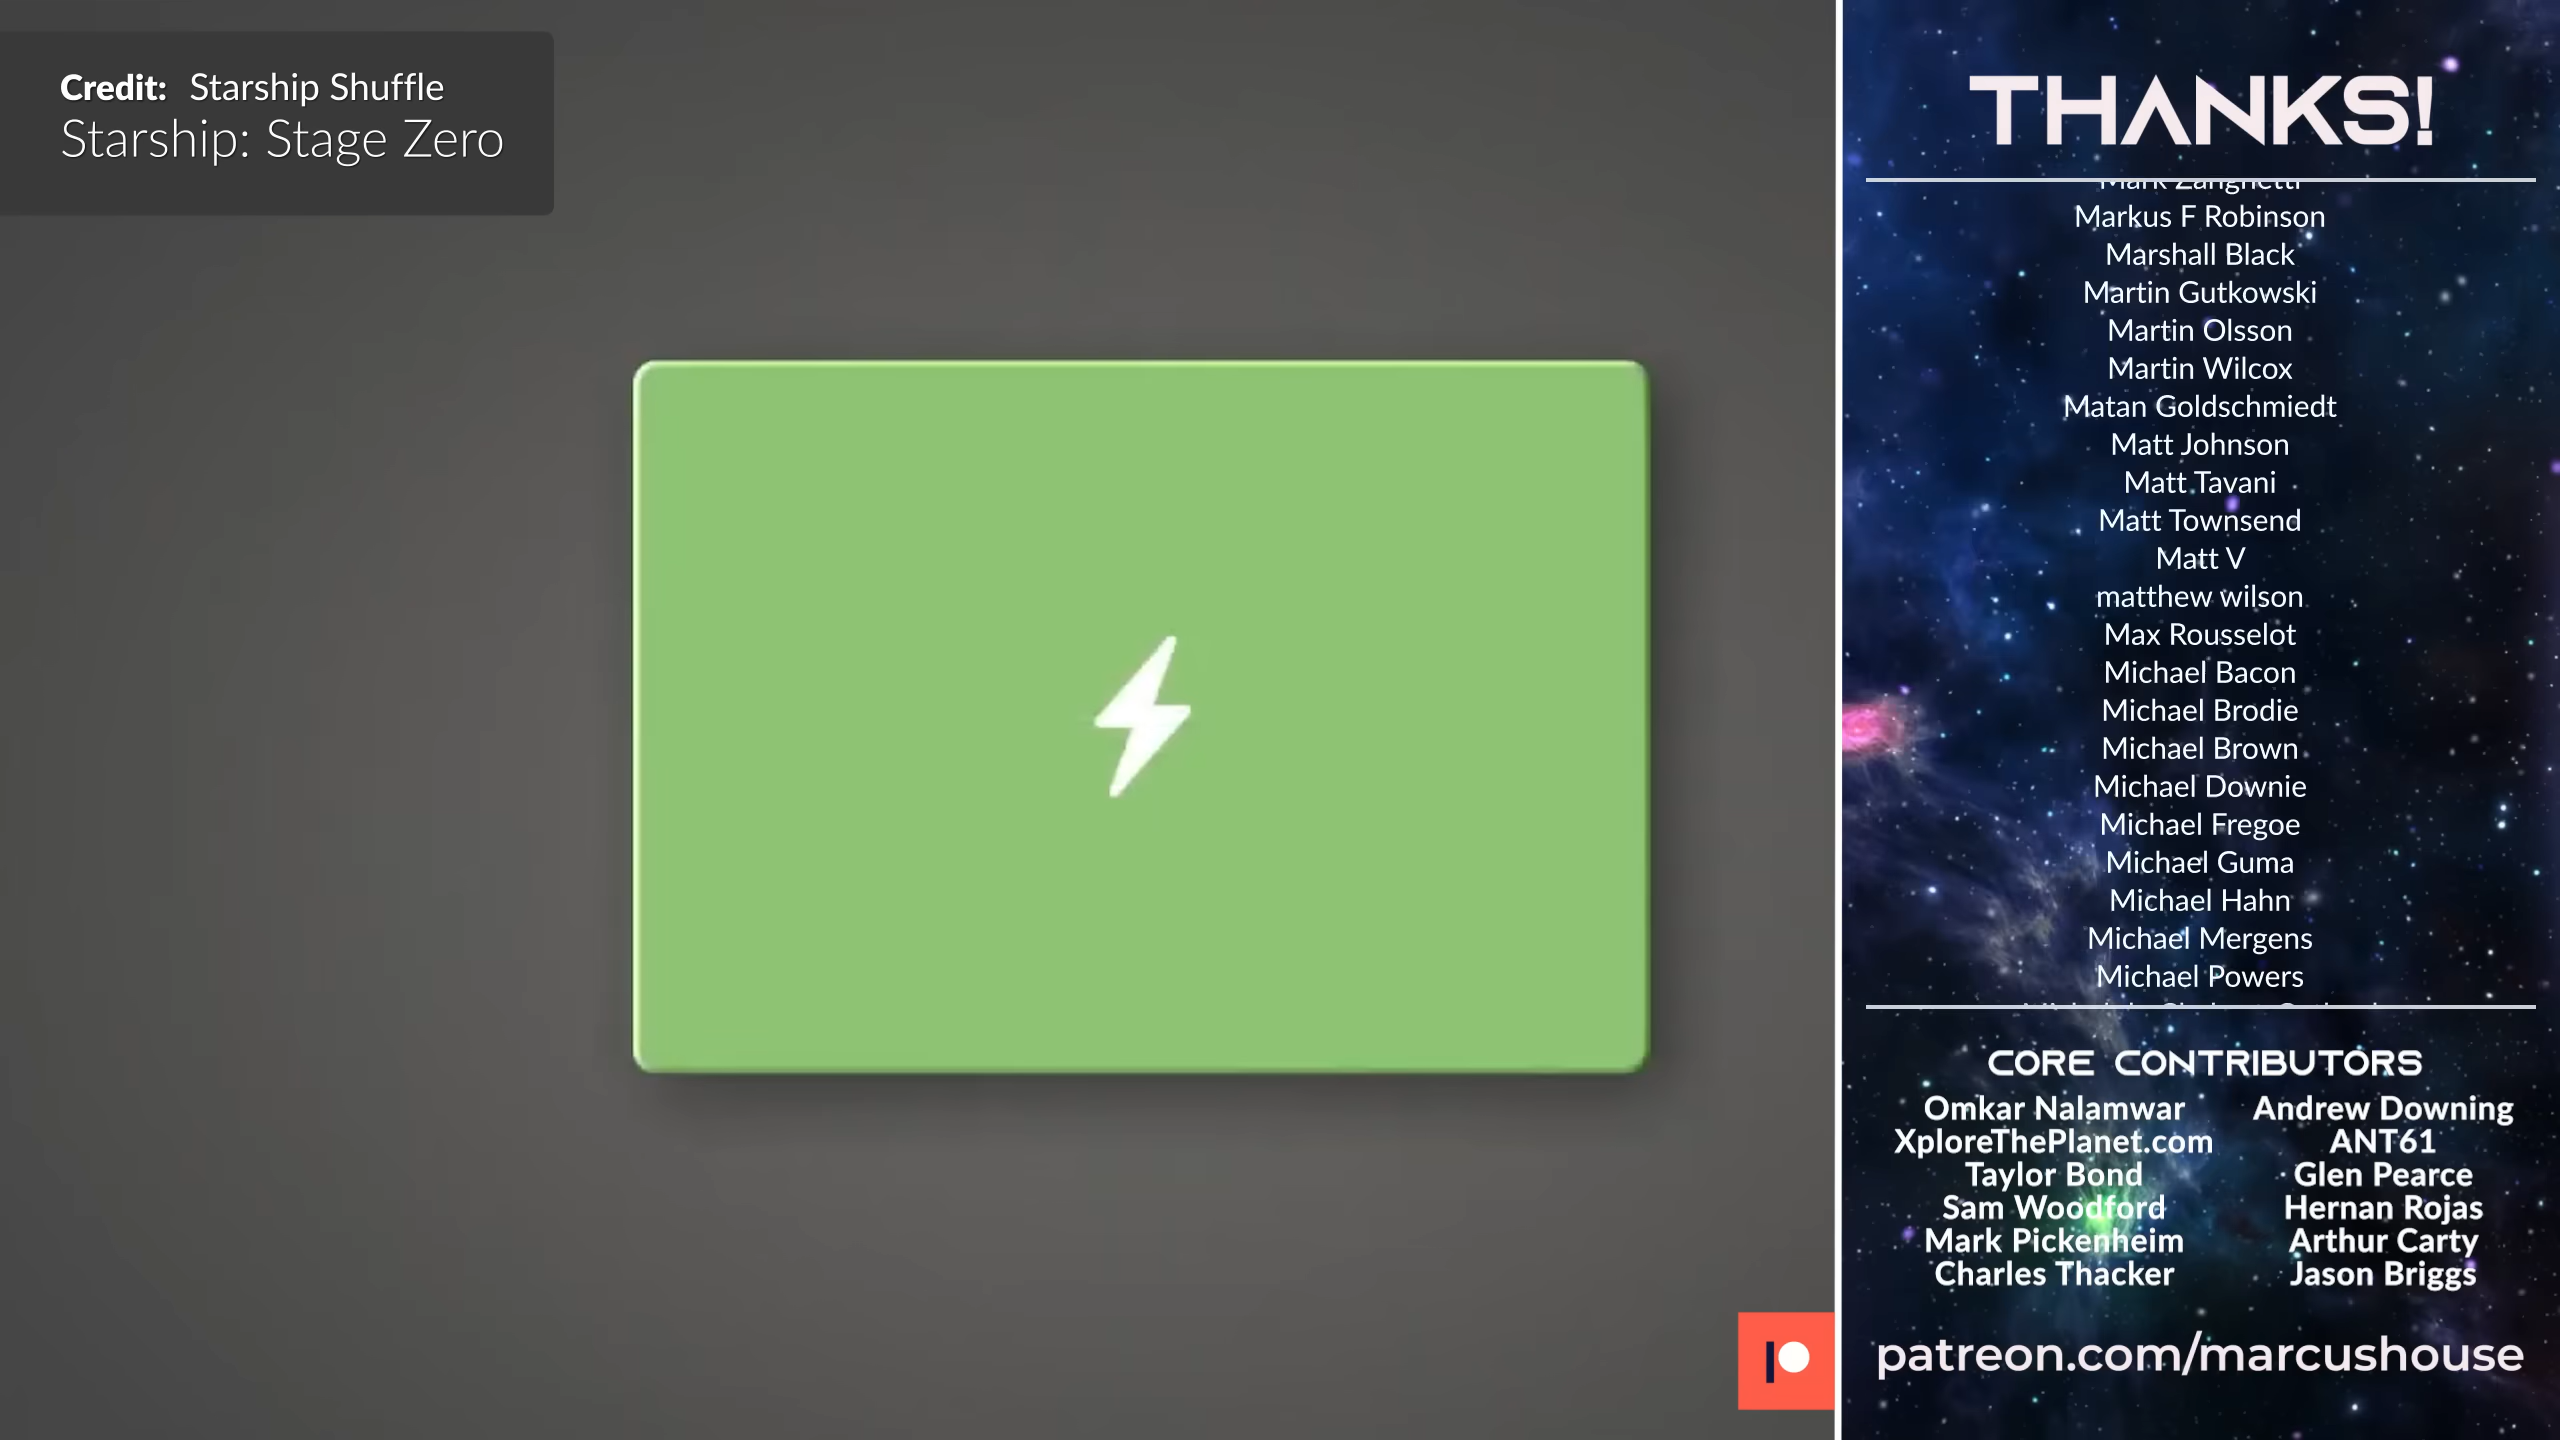 Credit: Starship Shuffle
Starship: Stage Zero
THANKS!
Mark Zanghetti
Markus F Robinson
Marshall Black
Martin Gutkowski
Martin Olsson
Martin Wilcox
Matan Goldschmiedt
Matt Johnson
Matt Tavani
Matt Townsend
Matt V
matthew wilson
Max Rousselot
Michael Bacon
Michael Brodie
Michael Brown
Michael Downie
Michael Fregoe
Michael Guma
Michael Hahn
Michael Mergens
Michael Powers
CORE CONTRIBUTORS
Omkar Nalamwar
XploreThePlanet.com
Taylor Bond
Sam Woodford
Mark Pickenheim
Charles Thacker
Andrew Downing
ANT61
Glen Pearce
Hernan Rojas
Arthur Carty
Jason Briggs
patreon.com/marcushouse